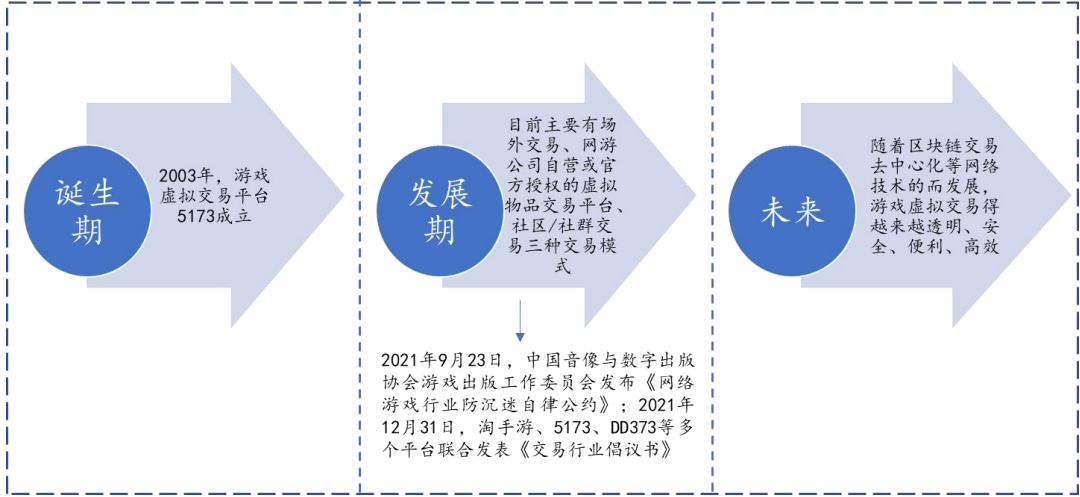 诞生
期
2003年，游戏
虚拟交易平台
5173成立
发展
期
目前主要有场
外交易、网游
公司自营或官
方授权的虚拟
物品交易平台、
社区/社群交
易三种交易模
式
2021年9月23日，中国音像与数字出版
协会游戏出版工作委员会发布《网络
游戏行业防沉迷自律公约》；2021年
12月31日，淘手游、5173、DD373等多
个平台联合发表《交易行业倡议书》
未来
随着区块链交易
去中心化等网络
技术的而发展，
游戏虚拟交易得
越来越透明、安
全、便利、高效